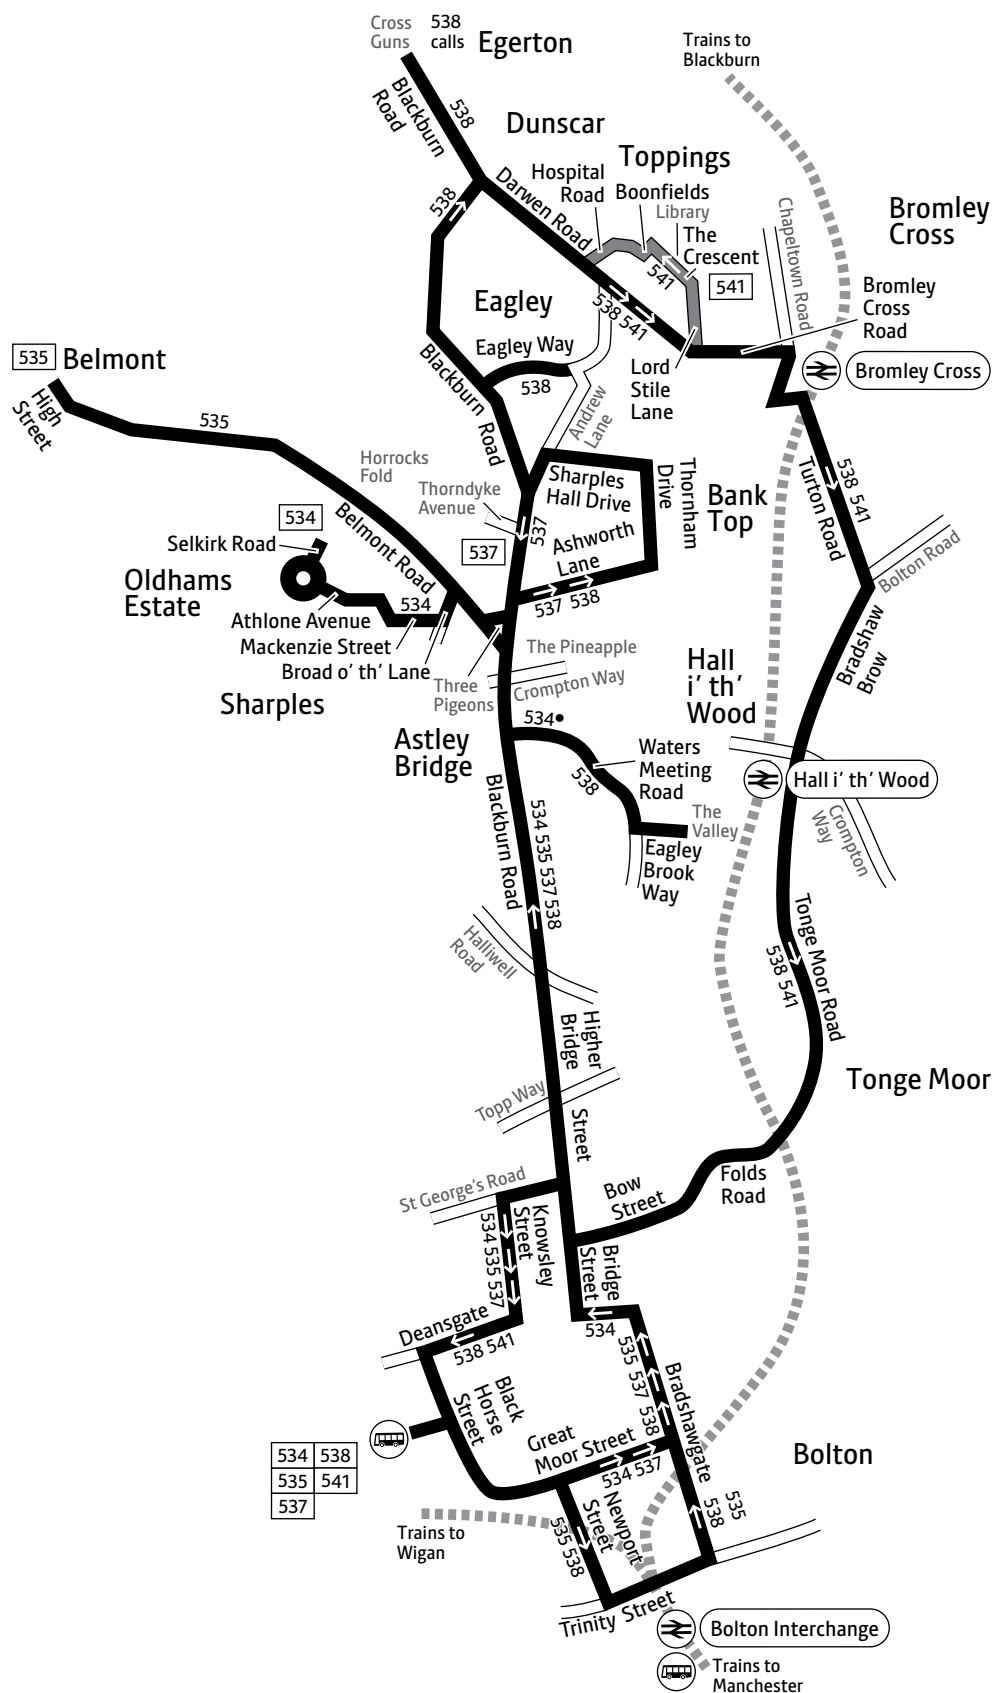 Cross
Guns
538
calls
Egerton
Trains to
Blackburn
Blackburn
Road
538
Dunscar
Toppings
Hospital
Road
Boonfields
Library
The
Crescent
Darwen Road
538
541
541
538 541
Chapeltown Road
Bromley
Cross
Bromley
Cross
Road
Eagley
Eagley Way
538
Lord
Stile
Lane
Bromley Cross
535
Belmont
High
Street
535
Blackburn Road
Andrew
Lane
Horrocks
Fold
Thorndyke
Avenue
Sharples
Hall Drive
Thornham
Drive
Bank
Top
538 541
Turton Road
534
Selkirk Road
Belmont Road
537
537
Ashworth
Lane
Bolton Road
Oldhams
Estate
534
Athlone Avenue
Mackenzie Street
Broad o' th' Lane
537 538
The Pineapple
Crompton Way
Three
Pigeons
Hall
i' th'
Wood
Bradshaw
Brow
Sharples
Astley
Bridge
534•
538
Waters
Meeting
Road
Hall i' th' Wood
The
Valley
Eagley
Brook
Way
Crompton
Way
Blackburn Road
534 535 537 538
Halliwell
Road
Tonge Moor Road
538 541
Higher
Bridge
Street
Topp Way
Tonge Moor
St George's Road
Bow
Street
Folds
Road
Knowsley
Street
534 535 537
Bridge
Street
Deansgate
538 541
534
535 537 538
Bradshawgate
Black
Horse
Street
Great
Moor Street
534 537
Bolton
534
538
535
541
537
535
538
Newport
Street
535 538
Trains to
Wigan
Trinity Street
Bolton Interchange
Trains to
Manchester